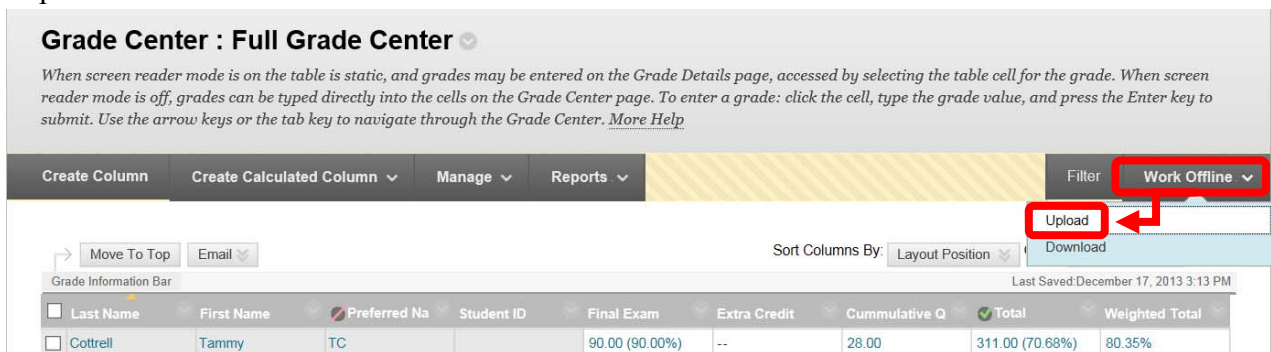 Grade Center : Full Grade Center
When screen reader mode is on the table is static, and grades may be entered on the Grade Details page, accessed by selecting the table cell for the grade. When screen
reader mode is off, grades can be typed directly into the cells on the Grade Center page. To enter a grade: click the cell, type the grade value, and press the Enter key to
submit. Use the arrow keys or the tab key to navigate through the Grade Center. More Help
Create Column Create Calculated Column Manage Reports Filter Work Offline
Upload
Move To Top Email Sort Columns By: Layout Position Download
Grade Information Bar Last Saved:December 17, 2013 3:13 PM
Last Name First Name Preferred Na Student ID Final Exam Extra Credit Cummulative Q Total Weighted Total
Cottrell Tammy TC 90.00 (90.00%) -- 28.00 311.00 (70.68%) 80.35%